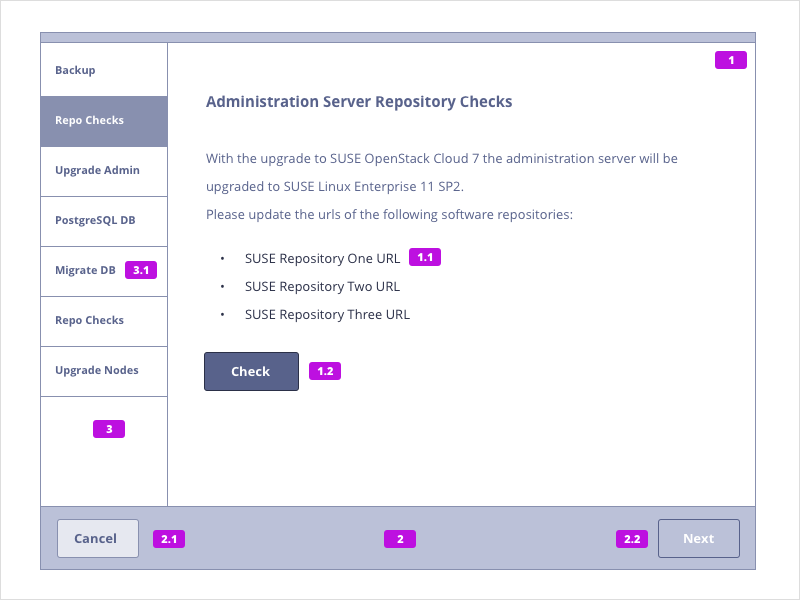 Backup
Repo Checks
Upgrade Admin
PostgreSQL DB
Migrate DB 3.1
Repo Checks
Upgrade Nodes
3
1
Administration Server Repository Checks
With the upgrade to SUSE OpenStack Cloud 7 the administration server will be
upgraded to SUSE Linux Enterprise 11 SP2.
Please update the urls of the following software repositories:
• SUSE Repository One URL 1.1
• SUSE Repository Two URL
• SUSE Repository Three URL
Check 1.2
Cancel 2.1 2 2.2 Next